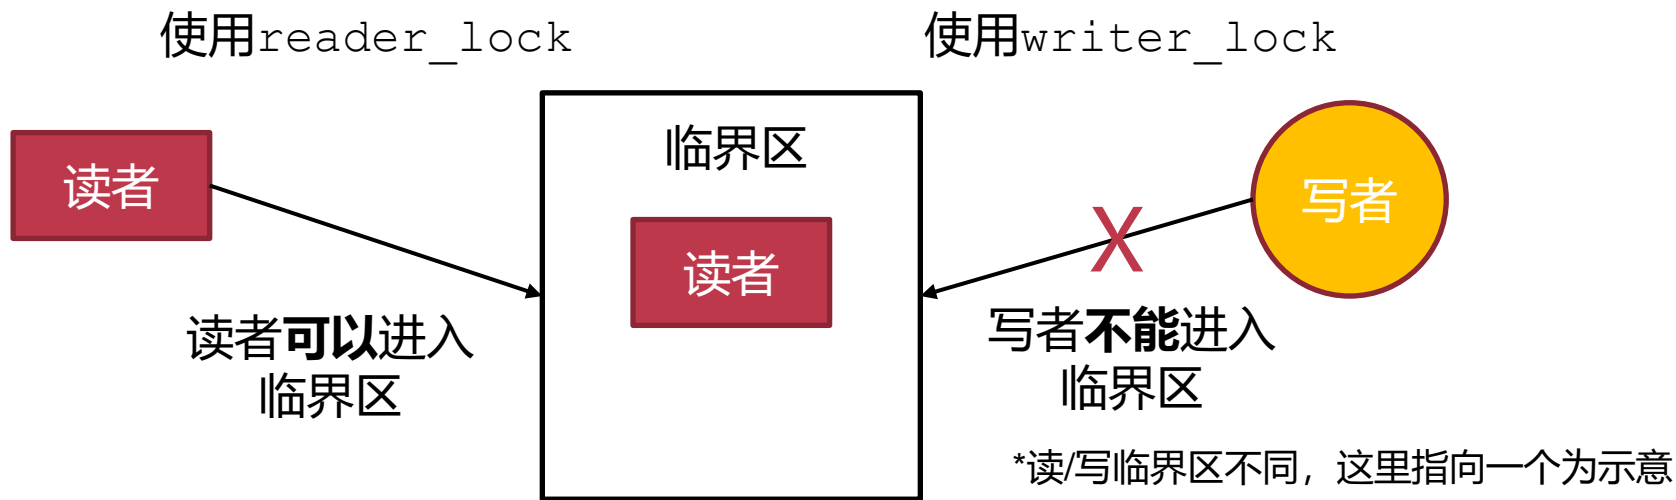 使用reader_lock
使用writer_lock
临界区
读者
读者
X
写者
读者可以进入
临界区
写者不能进入
临界区
*读/写临界区不同，这里指向一个为示意